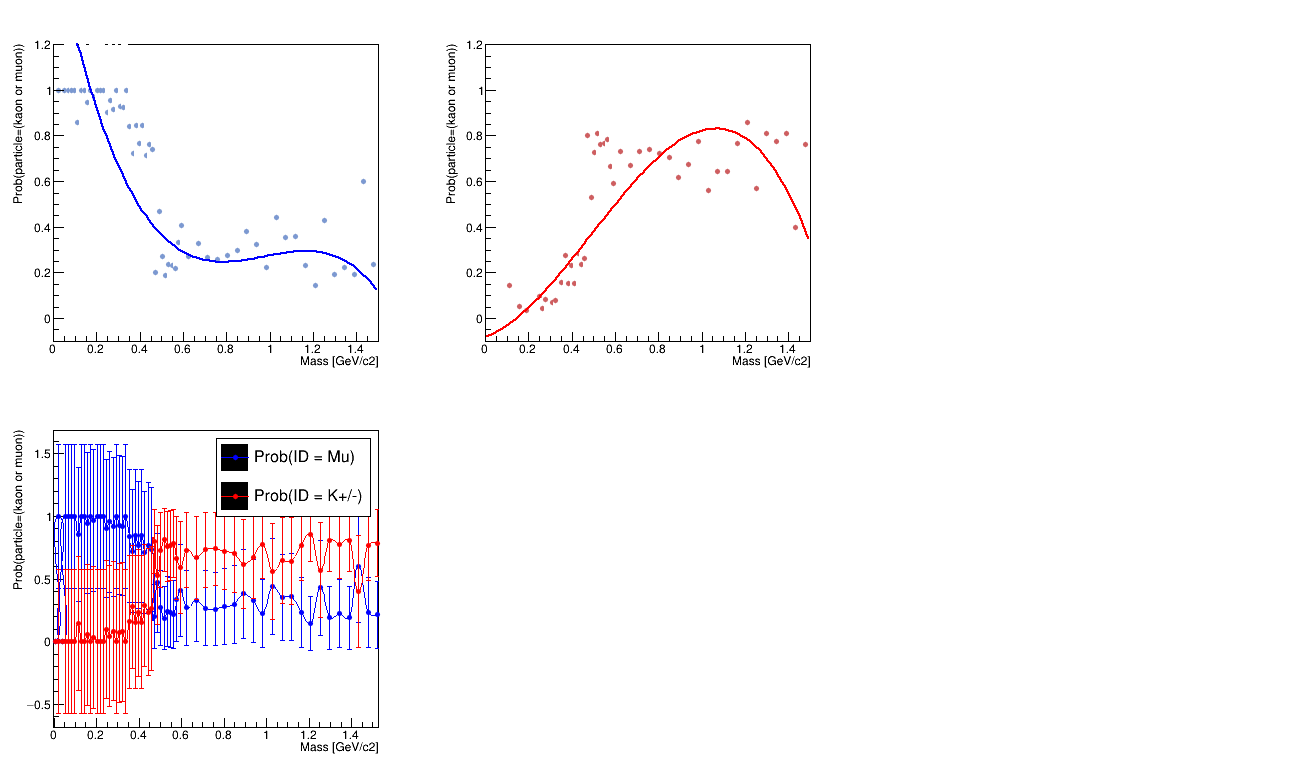 Prob(particle=(kaon or muon))
1.2
1
0.8
0.6
0.4
0.2
0
0 0.2 0.4 0.6 0.8 1 1.2 1.4
Mass [GeV/c2]
Prob(particle=(kaon or muon))
1.2
1
0.8
0.6
0.4
0.2
0
0 0.2 0.4 0.6 0.8 1 1.2 1.4
Mass [GeV/c2]
Prob(particle=(kaon or muon))
1.5
1
0.5
0
−0.5
Prob(ID = Mu)
Prob(ID = K+/-)
0 0.2 0.4 0.6 0.8 1 1.2 1.4
Mass [GeV/c2]